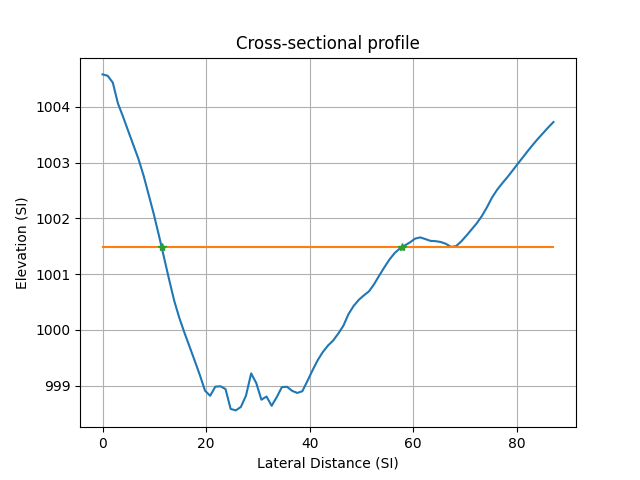 Cross-sectional profile
1004
1003
1002
1001
1000
999
Elevation (SI)
0 20 40 60 80
Lateral Distance (SI)